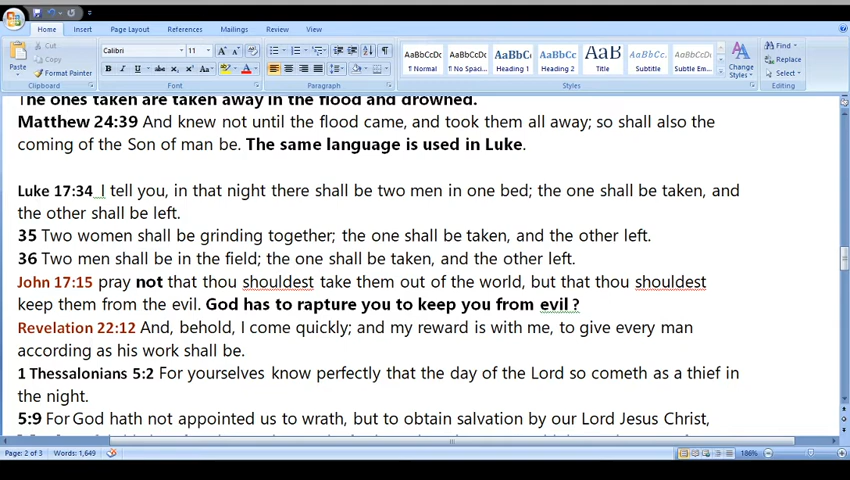 Home Insert Page Layout References Mailings Review View
Paste
Cut
Copy
Format Painter
Clipboard
Calibri 11
B I U abc X₂ X² Aa
Font
Paragraph
AaBbCcDc AaBbCcDc AaBbC AaBbCc AaB AaBbCcL AaBbCcDc
¶ Normal ¶ No Spaci... Heading 1 Heading 2 Title Subtitle Subtle Em...
Styles
Change
Styles
Find
Replace
Select
Editing
The ones taken are taken away in the flood and drowned.
Matthew 24:39 And knew not until the flood came, and took them all away; so shall also the
coming of the Son of man be. The same language is used in Luke.
Luke 17:34 I tell you, in that night there shall be two men in one bed; the one shall be taken, and
the other shall be left.
35 Two women shall be grinding together; the one shall be taken, and the other left.
36 Two men shall be in the field; the one shall be taken, and the other left.
John 17:15 pray not that thou shouldest take them out of the world, but that thou shouldest
keep them from the evil. God has to rapture you to keep you from evil ?
Revelation 22:12 And, behold, I come quickly; and my reward is with me, to give every man
according as his work shall be.
1 Thessalonians 5:2 For yourselves know perfectly that the day of the Lord so cometh as a thief in
the night.
5:9 For God hath not appointed us to wrath, but to obtain salvation by our Lord Jesus Christ,
Page: 2 of 3 Words: 1,649 186%